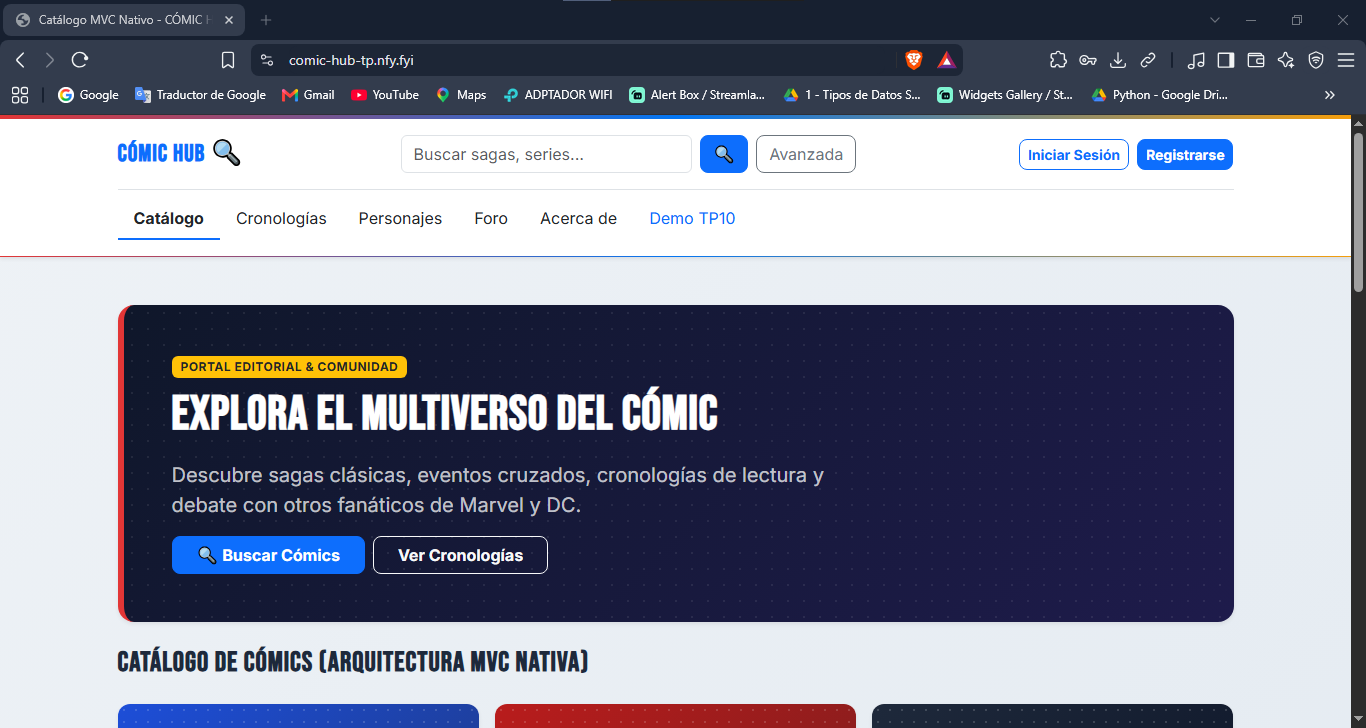 Catálogo MVC Nativo - CÓMIC H
comic-hub-tp.nfy.fyi
Google
Traductor de Google
Gmail
YouTube
Maps
ADPTADOR WIFI
Alert Box / Streamla...
1 - Tipos de Datos S...
Widgets Gallery / St...
Python - Google Dri...
CÓMIC HUB
Buscar sagas, series...
Avanzada
Iniciar Sesión
Registrarse
Catálogo
Cronologías
Personajes
Foro
Acerca de
Demo TP10
PORTAL EDITORIAL & COMUNIDAD
EXPLORA EL MULTIVERSO DEL CÓMIC
Descubre sagas clásicas, eventos cruzados, cronologías de lectura y
debate con otros fanáticos de Marvel y DC.
Buscar Cómics
Ver Cronologías
CATÁLOGO DE CÓMICS (ARQUITECTURA MVC NATIVA)